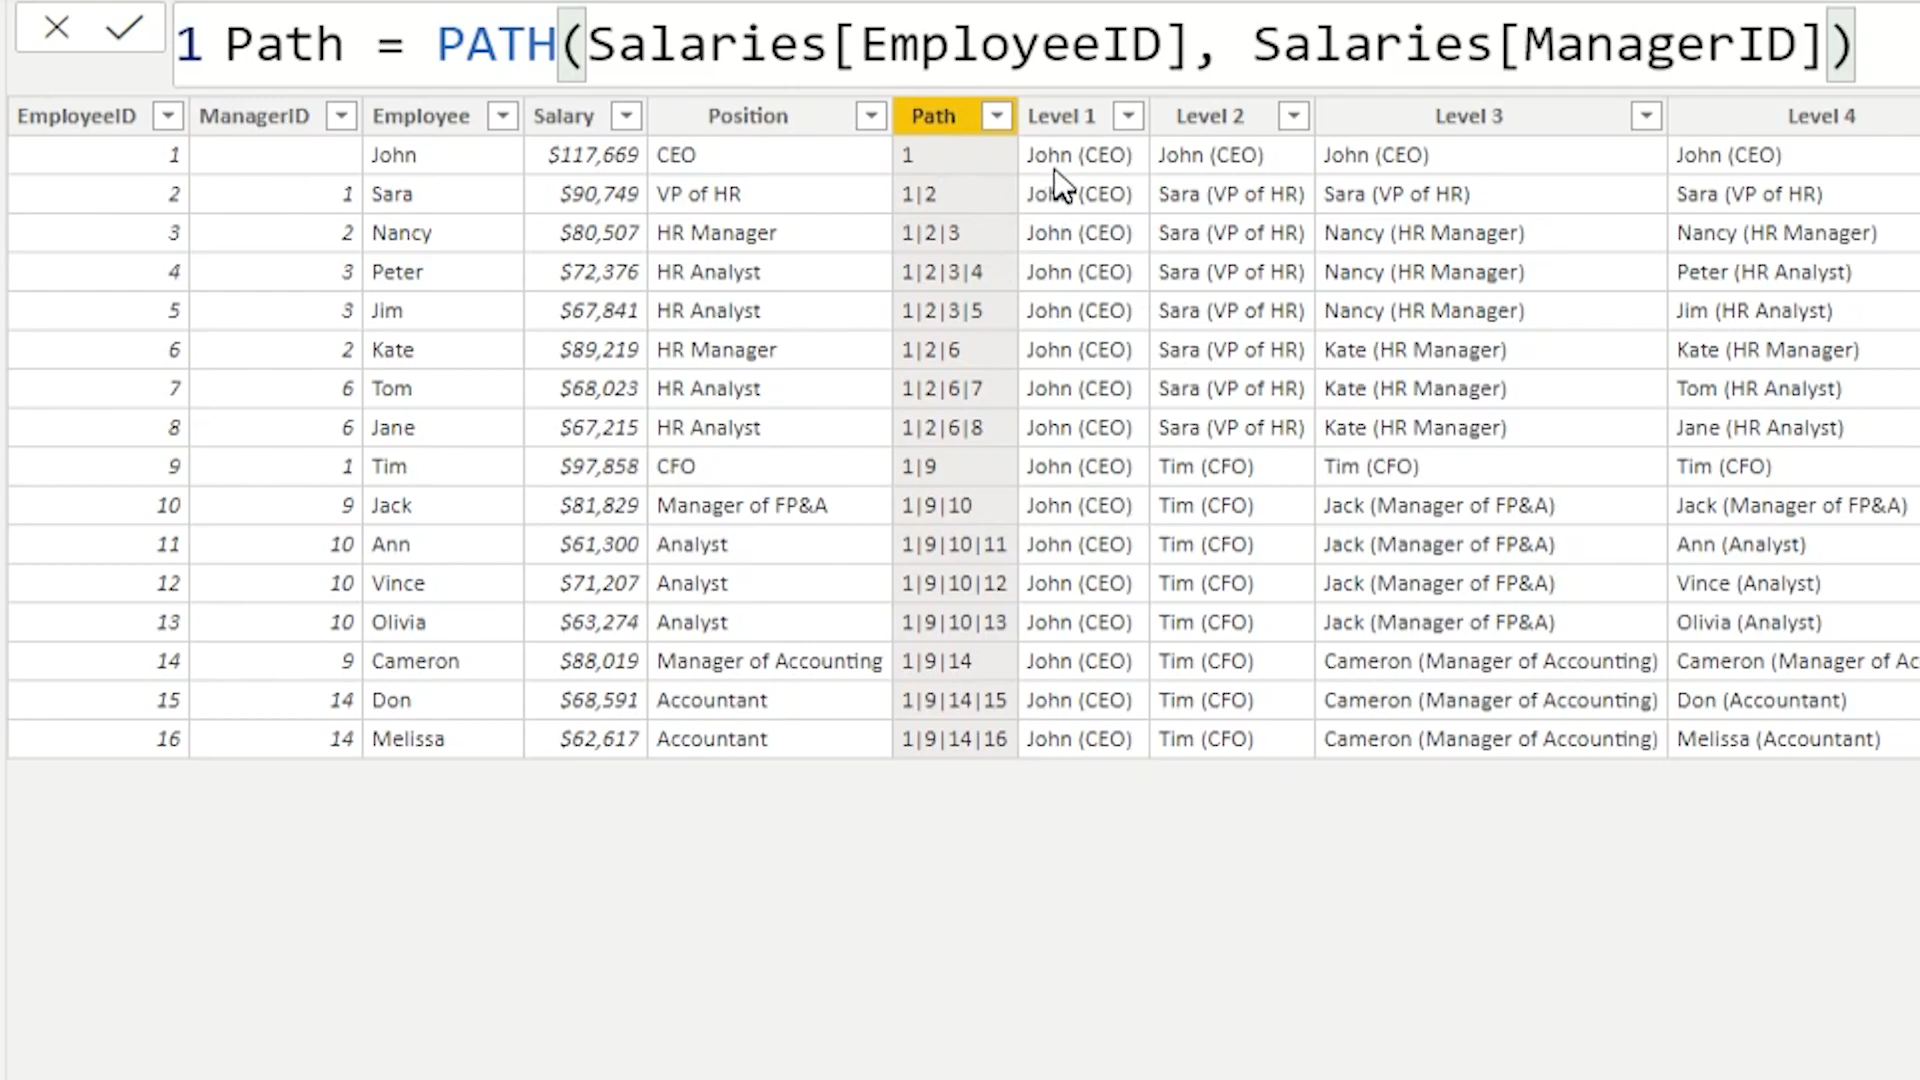 1 Path = PATH(Salaries[EmployeeID], Salaries[ManagerID])
EmployeeID ManagerID Employee Salary Position Path Level 1 Level 2 Level 3 Level 4
1 John $117,669 CEO 1 John (CEO) John (CEO) John (CEO) John (CEO)
2 1 Sara $90,749 VP of HR 1|2 John (CEO) Sara (VP of HR) Sara (VP of HR) Sara (VP of HR)
3 2 Nancy $80,507 HR Manager 1|2|3 John (CEO) Sara (VP of HR) Nancy (HR Manager) Nancy (HR Manager)
4 3 Peter $72,376 HR Analyst 1|2|3|4 John (CEO) Sara (VP of HR) Nancy (HR Manager) Peter (HR Analyst)
5 3 Jim $67,841 HR Analyst 1|2|3|5 John (CEO) Sara (VP of HR) Nancy (HR Manager) Jim (HR Analyst)
6 2 Kate $89,219 HR Manager 1|2|6 John (CEO) Sara (VP of HR) Kate (HR Manager) Kate (HR Manager)
7 6 Tom $68,023 HR Analyst 1|2|6|7 John (CEO) Sara (VP of HR) Kate (HR Manager) Tom (HR Analyst)
8 6 Jane $67,215 HR Analyst 1|2|6|8 John (CEO) Sara (VP of HR) Kate (HR Manager) Jane (HR Analyst)
9 1 Tim $97,858 CFO 1|9 John (CEO) Tim (CFO) Tim (CFO) Tim (CFO)
10 9 Jack $81,829 Manager of FP&A 1|9|10 John (CEO) Tim (CFO) Jack (Manager of FP&A) Jack (Manager of FP&A)
11 10 Ann $61,300 Analyst 1|9|10|11 John (CEO) Tim (CFO) Jack (Manager of FP&A) Ann (Analyst)
12 10 Vince $71,207 Analyst 1|9|10|12 John (CEO) Tim (CFO) Jack (Manager of FP&A) Vince (Analyst)
13 10 Olivia $63,274 Analyst 1|9|10|13 John (CEO) Tim (CFO) Jack (Manager of FP&A) Olivia (Analyst)
14 9 Cameron $88,019 Manager of Accounting 1|9|14 John (CEO) Tim (CFO) Cameron (Manager of Accounting) Cameron (Manager of Ac
15 14 Don $68,591 Accountant 1|9|14|15 John (CEO) Tim (CFO) Cameron (Manager of Accounting) Don (Accountant)
16 14 Melissa $62,617 Accountant 1|9|14|16 John (CEO) Tim (CFO) Cameron (Manager of Accounting) Melissa (Accountant)